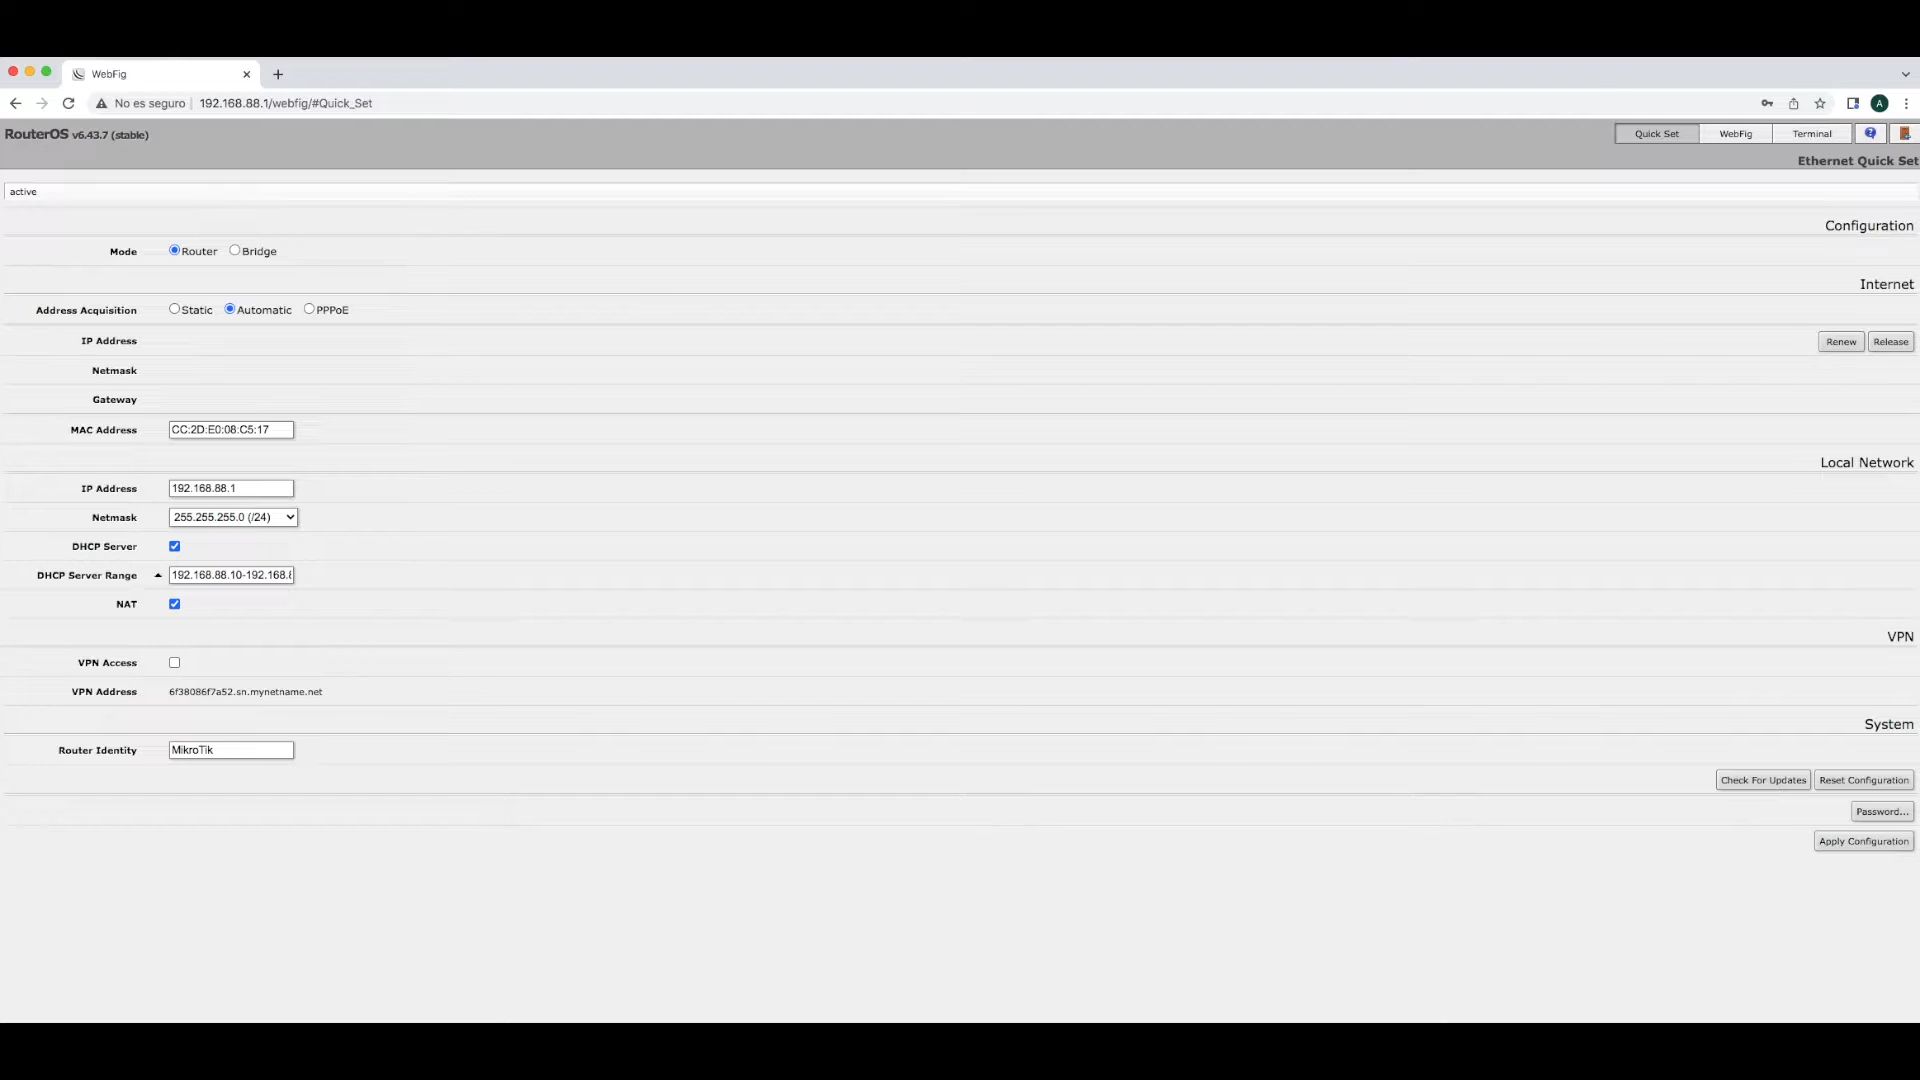 WebFig
No es seguro
192.168.88.1/webfig/#Quick_Set
A
RouterOS v6.43.7 (stable)
Quick Set
WebFig
Terminal
Ethernet Quick Set
active
Configuration
Mode
Router
Bridge
Internet
Address Acquisition
Static
Automatic
PPPoE
IP Address
Renew
Release
Netmask
Gateway
MAC Address
CC:2D:E0:08:C5:17
Local Network
IP Address
192.168.88.1
Netmask
255.255.255.0 (/24)
DHCP Server
DHCP Server Range
192.168.88.10-192.168.
NAT
VPN
VPN Access
VPN Address
6f38086f7a52.sn.mynetname.net
System
Router Identity
MikroTik
Check For Updates
Reset Configuration
Password...
Apply Configuration